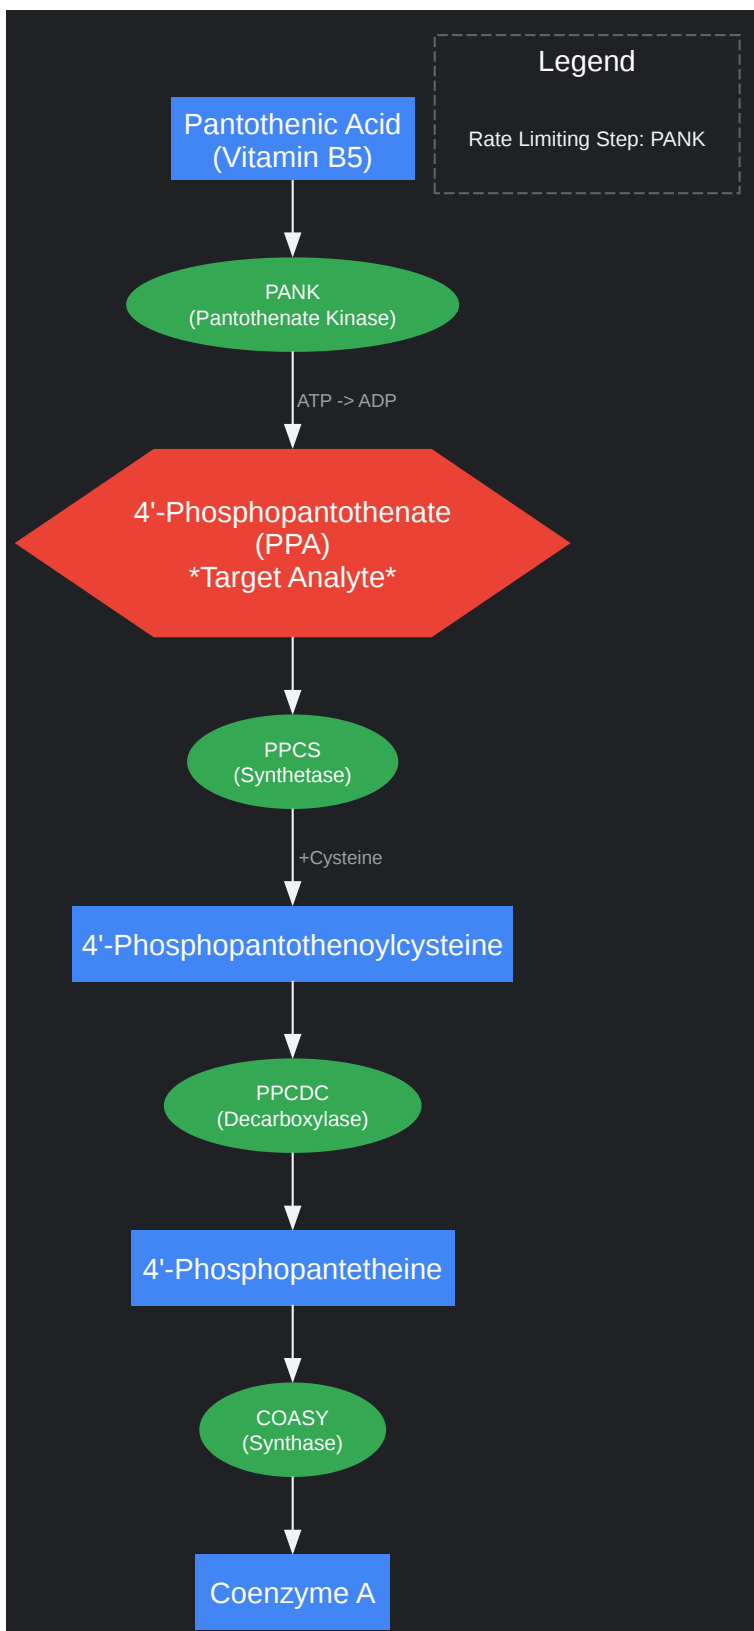 Legend
Rate Limiting Step: PANK
Pantothenic Acid
(Vitamin B5)
PANK
(Pantothenate Kinase)
ATP -> ADP
4'-Phosphopantothenate
(PPA)
*Target Analyte*
PPCS
(Synthetase)
+Cysteine
4'-Phosphopantothenoylcysteine
PPCDC
(Decarboxylase)
4'-Phosphopantetheine
COASY
(Synthase)
Coenzyme A